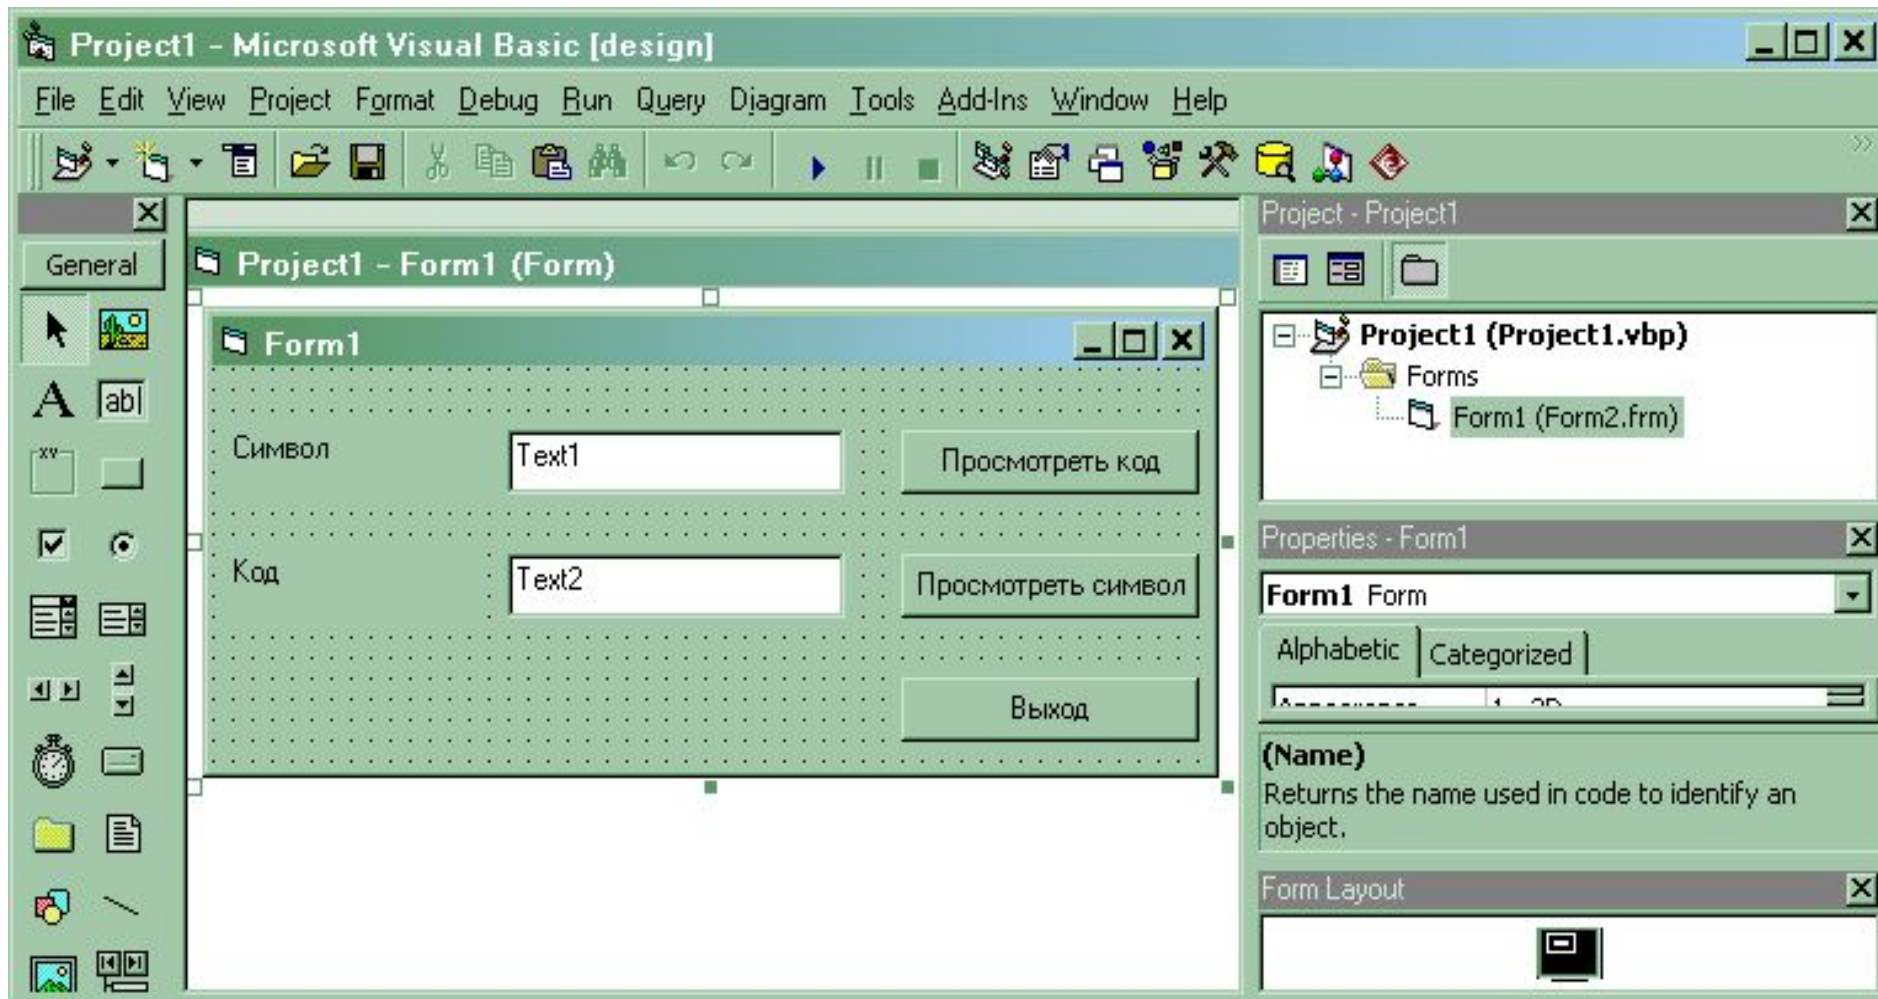 Project1 - Microsoft Visual Basic [design]
File Edit View Project Format Debug Run Query Diagram Tools Add-Ins Window Help
General
Project1 - Form1 (Form)
Form1
Символ
Text1
Просмотреть код
Код
Text2
Просмотреть символ
Выход
A
ab
xy
Project - Project1
Project1 (Project1.vbp)
Forms
Form1 (Form2.frm)
Properties - Form1
Form1 Form
Alphabetic Categorized
(Name)
Returns the name used in code to identify an
object.
Form Layout